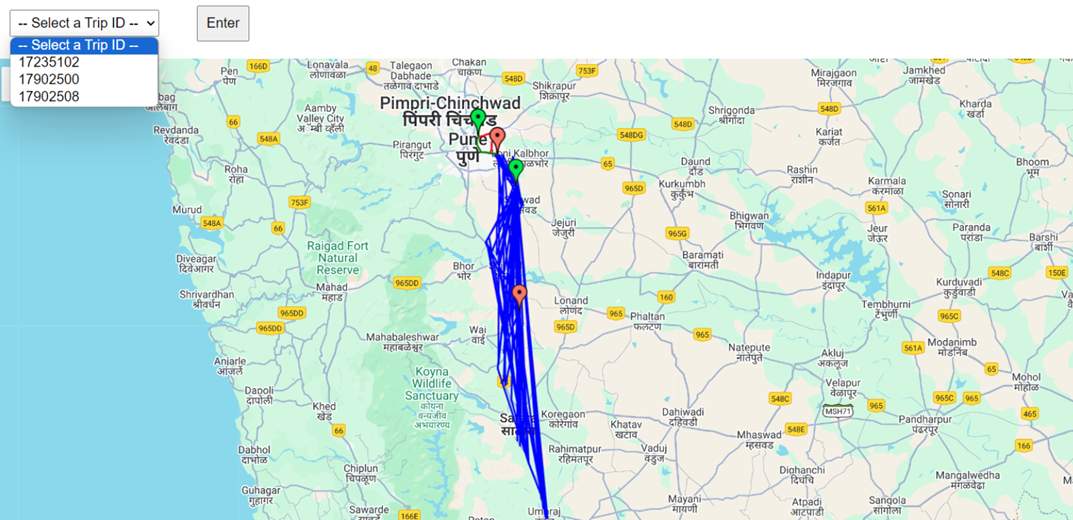 -- Select a Trip ID --
Enter
-- Select a Trip ID --
17235102
17902500
17902508
Pen
पेण
166D
Lonavala
लोणावळा
48
Talegaon
Dabhade
तळेगाव दाभाडे
Chakan
चाकण
548D
753F
Shikrapur
शिक्रापूर
Mirajgaon
मिरजगाव
Jamkhed
जामखेड
Pimpri-Chinchwad
Aamby
Valley City
Shrigonda
श्रीगोंदा
548D
548D
Kharda
खर्डा
Revdanda
रेवदंडा
66
548A
Pirangut
पिरंगुट
Pune
पुणे
548DG
Karjat
कर्जत
Roha
रोहा
65
Daund
दौंड
Rashin
राशीन
Bhoom
भूम
Kurkumbh
कुरकुंभ
965D
Karmala
करमाळा
Sonari
सोनारी
753F
Murud
मुरुड
548A
66
Jejuri
जेजुरी
Bhigwan
भिगवण
561A
Jeur
जेऊर
Paranda
परांडा
965G
Barshi
बार्शी
Raigad Fort
Natural
Reserve
Diveagar
दिवेआगर
Bhor
भोर
Baramati
बारामती
Indapur
इंदापूर
548C
150E
965DD
Mahad
महाड
Kurduvadi
कुर्डुवाडी
Shrivardhan
श्रीवर्धन
Lonand
लोणंद
160
Tembhurni
टेंभुर्णी
965DD
965DD
965
Phaltan
फलटण
965C
Mahabaleshwar
महाबळेश्वर
Wai
वाई
965D
965
Natepute
नातेपुते
561A
Modanimb
मोडनिंब
Anjarle
आंजर्ले
Akluj
अकलूज
65
Koyna
Wildlife
Sanctuary
कोयना
वन्यजीव
अभयारण्य
Dapoli
दापोली
Velapur
वेळापूर
Mohol
मोहोळ
548C
965C
965
Khed
खेड
MSH71
965
465
Koregaon
कोरेगाव
Dahiwadi
दहिवडी
Pandharpur
पंढरपूर
66
Khatav
खटाव
548E
Mhaswad
म्हसवड
166
Dabhol
दाभोळ
Rahimatpur
रहिमतपूर
Vaduj
वडूज
Chiplun
चिपळूण
Dighanchi
Mangalwedha
मंगळवेढा
Guhagar
गुहागर
Mayani
मायणी
Atpadi
आटपाडी
Sangola
सांगोला
Sawarde
166E
Umbraj